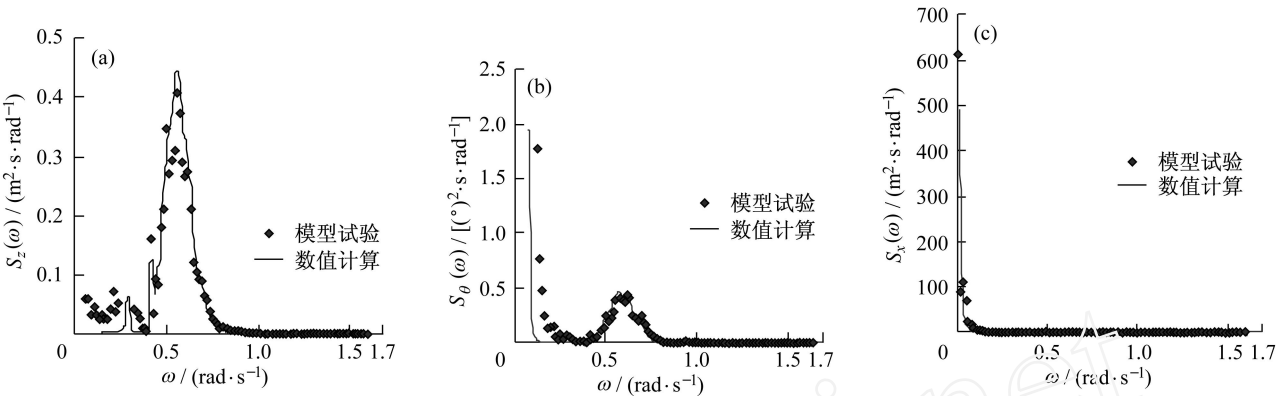 (a)
S_z(ω) / (m²·s·rad⁻¹)
0.5
0.4
0.3
0.2
0.1
0
0.5
1.0
1.5 1.7
ω / (rad·s⁻¹)
模型试验
数值计算
(b)
S_θ(ω) / [(°)²·s·rad⁻¹]
2.5
2.0
1.5
1.0
0.5
0
0.5
1.0
1.5 1.7
ω / (rad·s⁻¹)
模型试验
数值计算
(c)
S_x(ω) / (m²·s·rad⁻¹)
700
600
500
400
300
200
100
0
0.5
1.0
1.5 1.7
ω / (rad·s⁻¹)
模型试验
数值计算